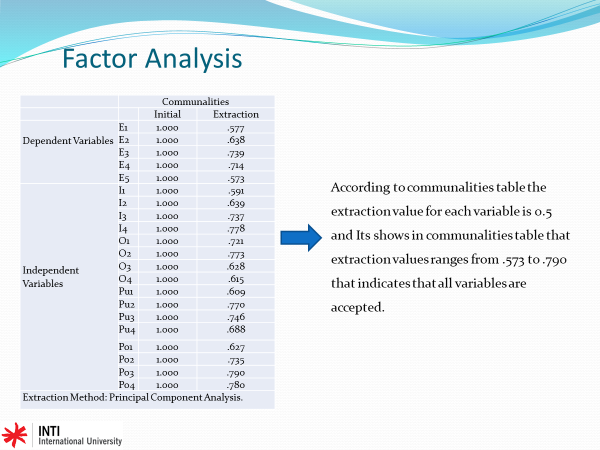 Factor Analysis
Communalities
Initial Extraction
Dependent Variables
E1 1.000 .577
E2 1.000 .638
E3 1.000 .739
E4 1.000 .714
E5 1.000 .573
Independent
Variables
I1 1.000 .591
I2 1.000 .639
I3 1.000 .737
I4 1.000 .778
O1 1.000 .721
O2 1.000 .773
O3 1.000 .628
O4 1.000 .615
Pu1 1.000 .609
Pu2 1.000 .770
Pu3 1.000 .746
Pu4 1.000 .688
Po1 1.000 .627
Po2 1.000 .735
Po3 1.000 .790
Po4 1.000 .780
Extraction Method: Principal Component Analysis.
According to communalities table the
extraction value for each variable is 0.5
and Its shows in communalities table that
extraction values ranges from .573 to .790
that indicates that all variables are
accepted.
INTI
International University